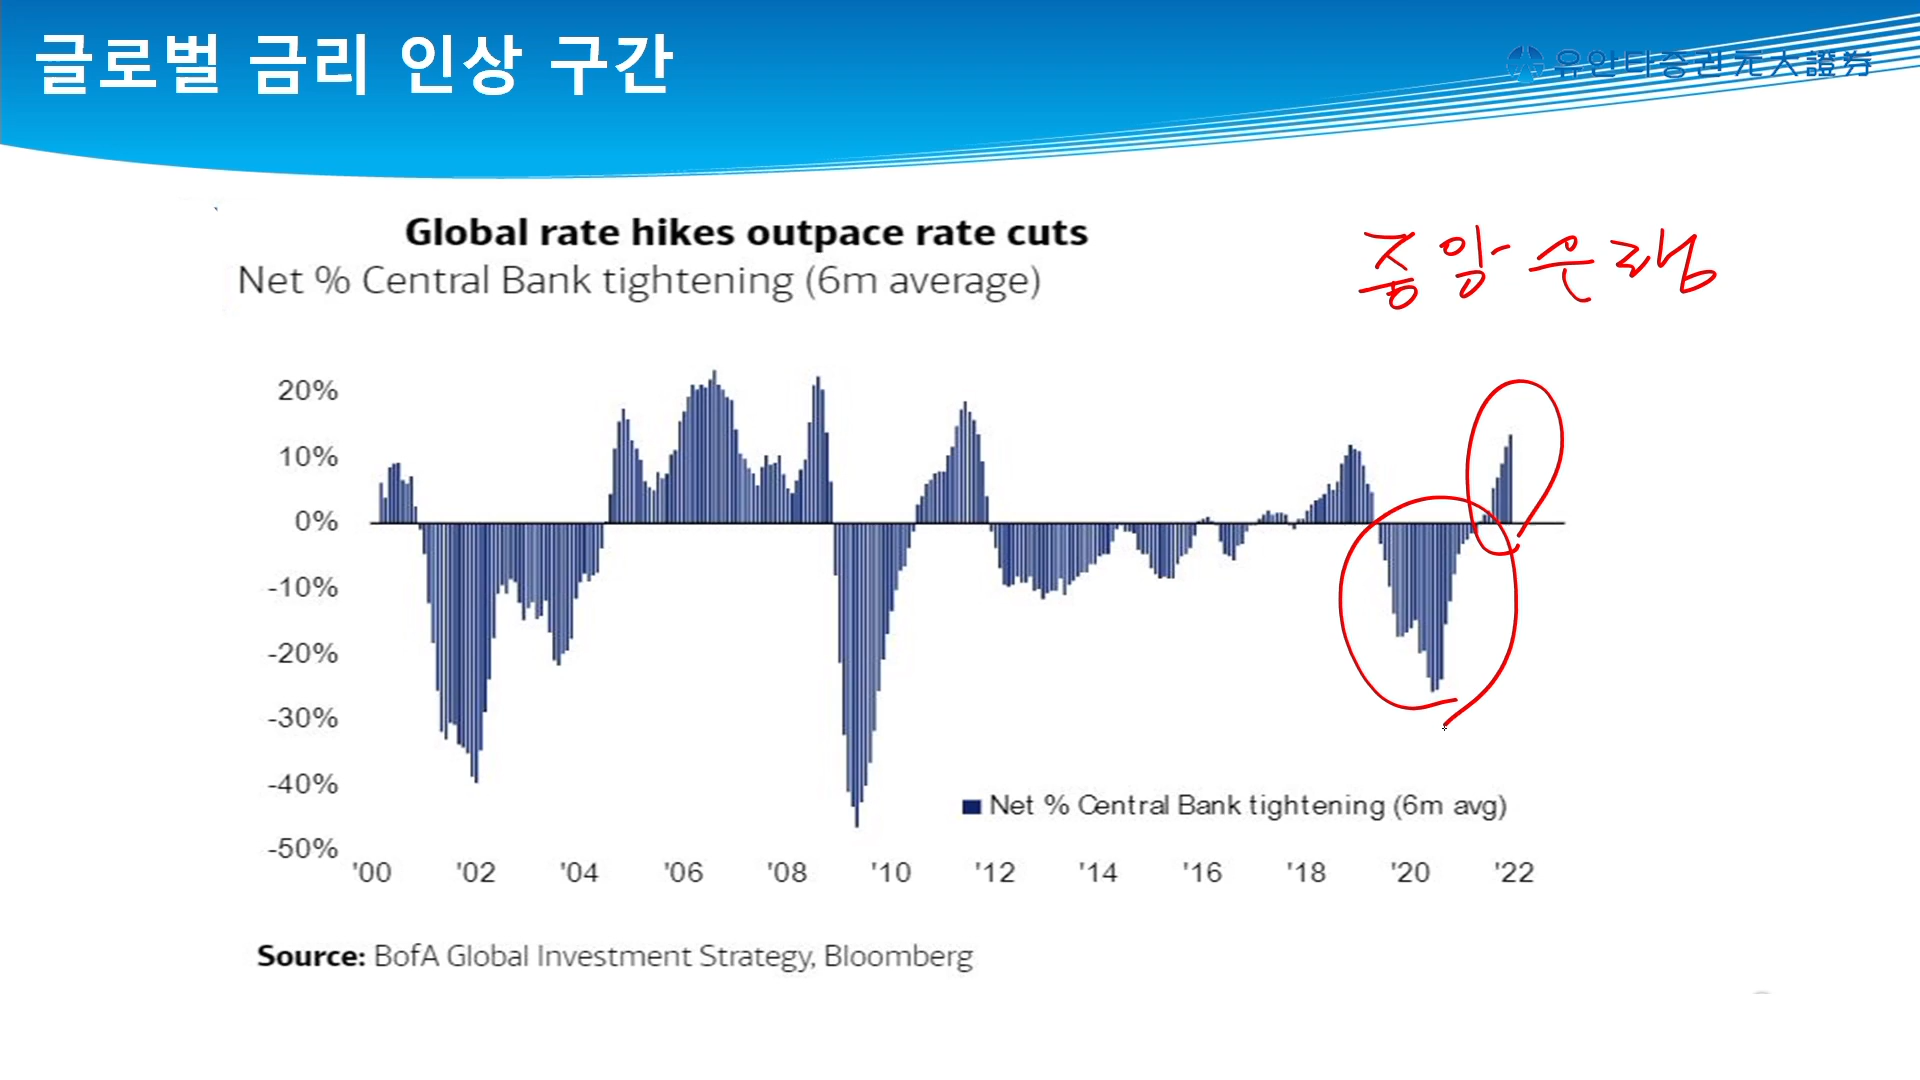 글로벌 금리 인상 구간
유안타증권 元大證券
Global rate hikes outpace rate cuts
Net % Central Bank tightening (6m average)
중앙은행
20%
10%
0%
-10%
-20%
-30%
-40%
-50%
Net % Central Bank tightening (6m avg)
'00 '02 '04 '06 '08 '10 '12 '14 '16 '18 '20 '22
Source: BofA Global Investment Strategy, Bloomberg